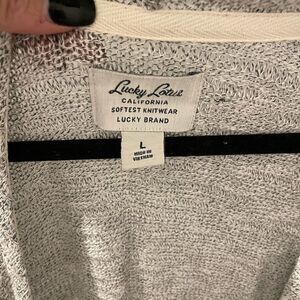 Lucky Lotus
CALIFORNIA
SOFTEST KNITWEAR
LUCKY BRAND
L
MADE IN
VIETNAM